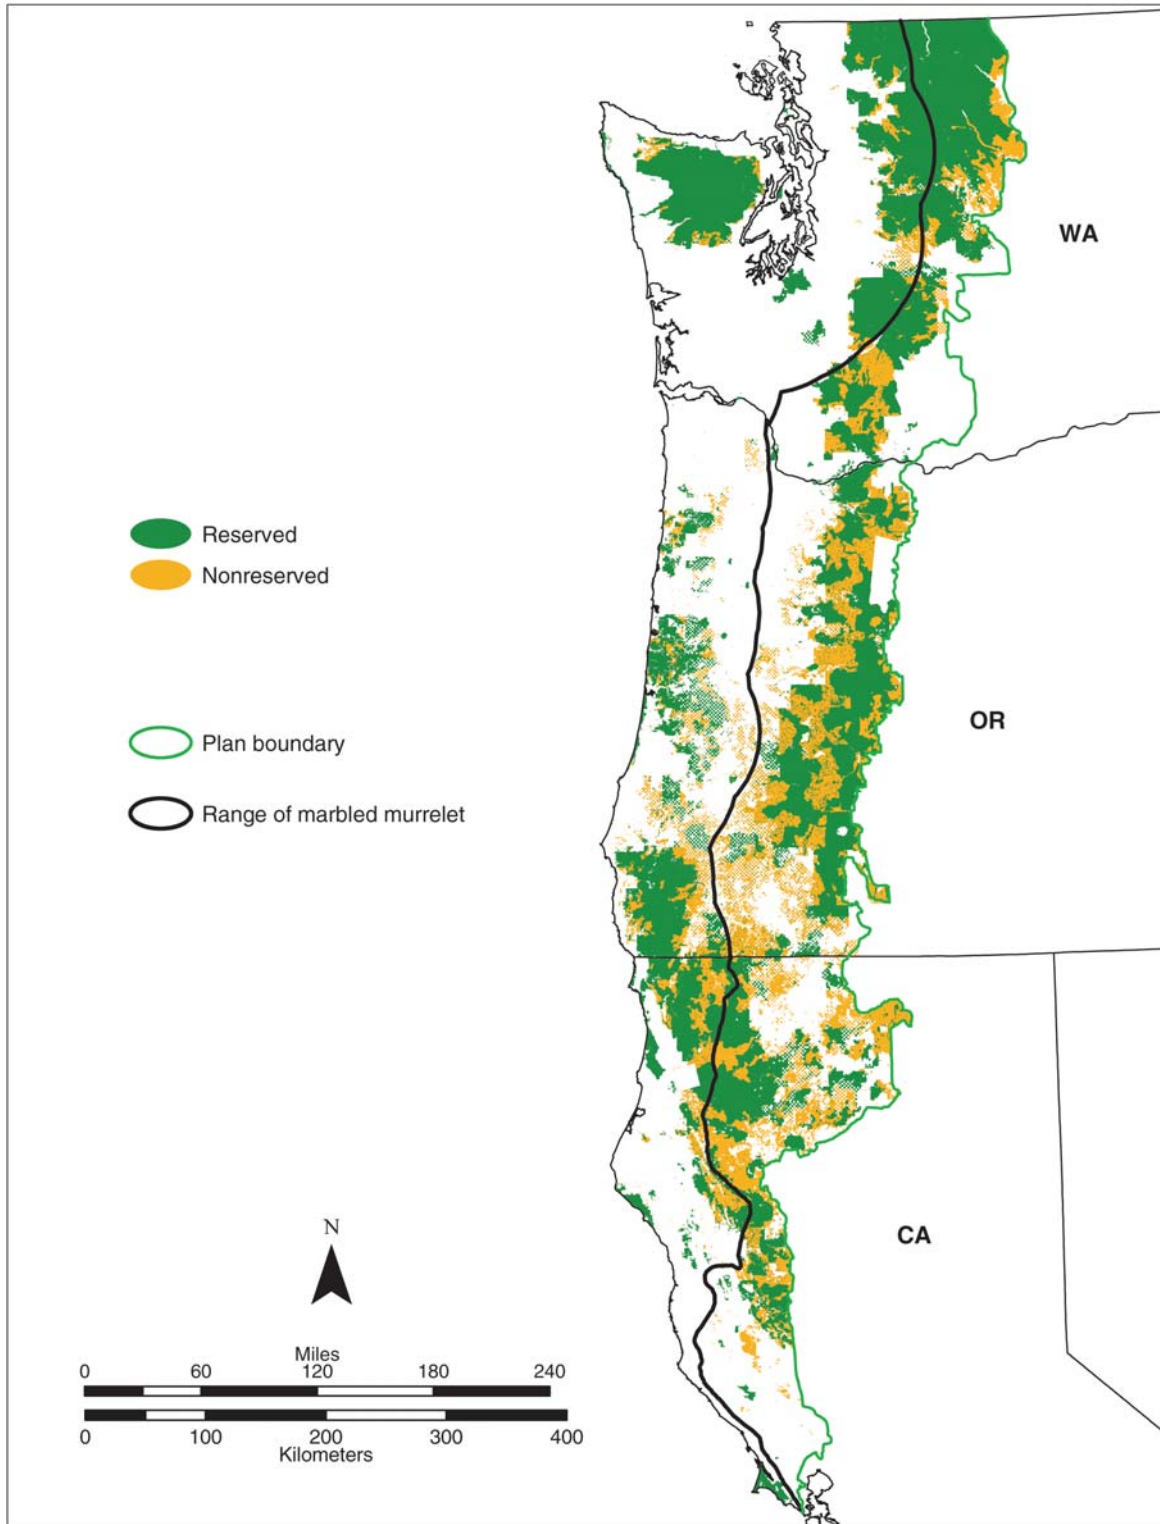 WA
Reserved
Nonreserved
OR
Plan boundary
Range of marbled murrelet
CA
N
Miles
0 60 120 180 240
0 100 200 300 400
Kilometers